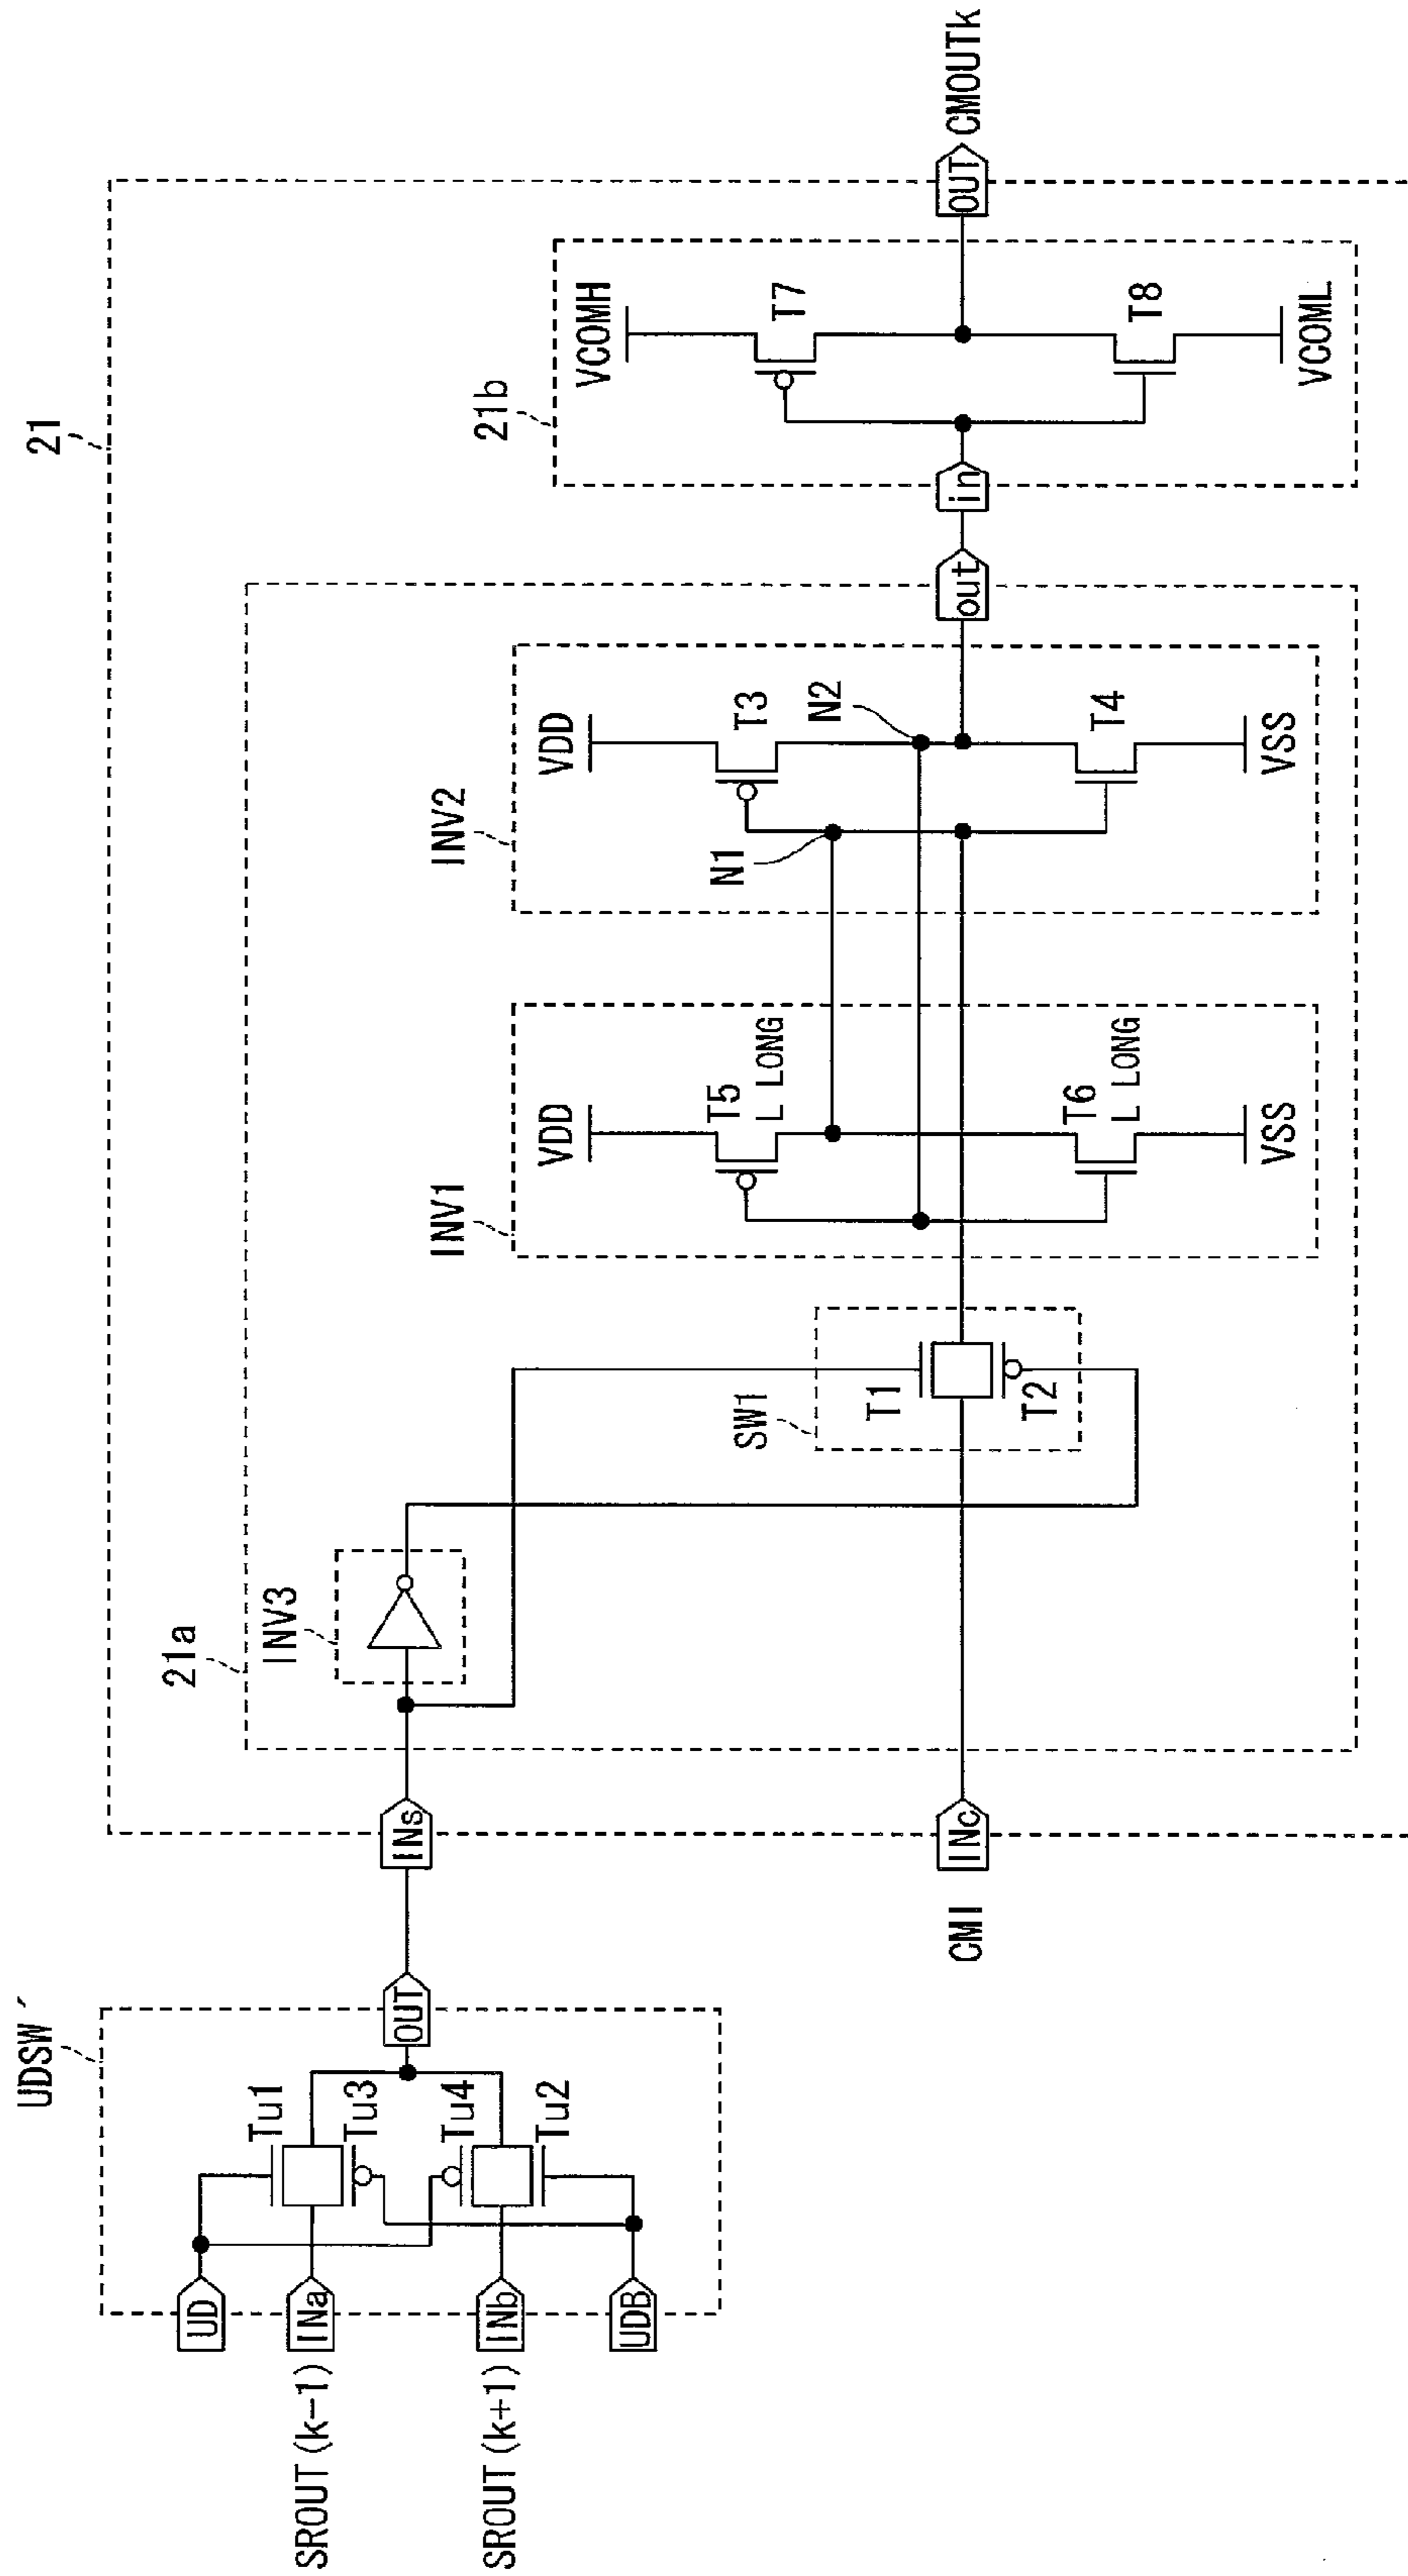 UDSW´
UD
SROUT(k-1)
INa
SROUT(k+1)
INb
UDB
Tu1
Tu3
Tu4
Tu2
OUT
21
INs
CMI
INc
21a
INV3
SW1
T1
T2
INV1
VDD
T5
L LONG
T6
L LONG
VSS
INV2
VDD
T3
N1
N2
T4
VSS
out
21b
in
VCOMH
T7
T8
VCOML
OUT
CMOUTk